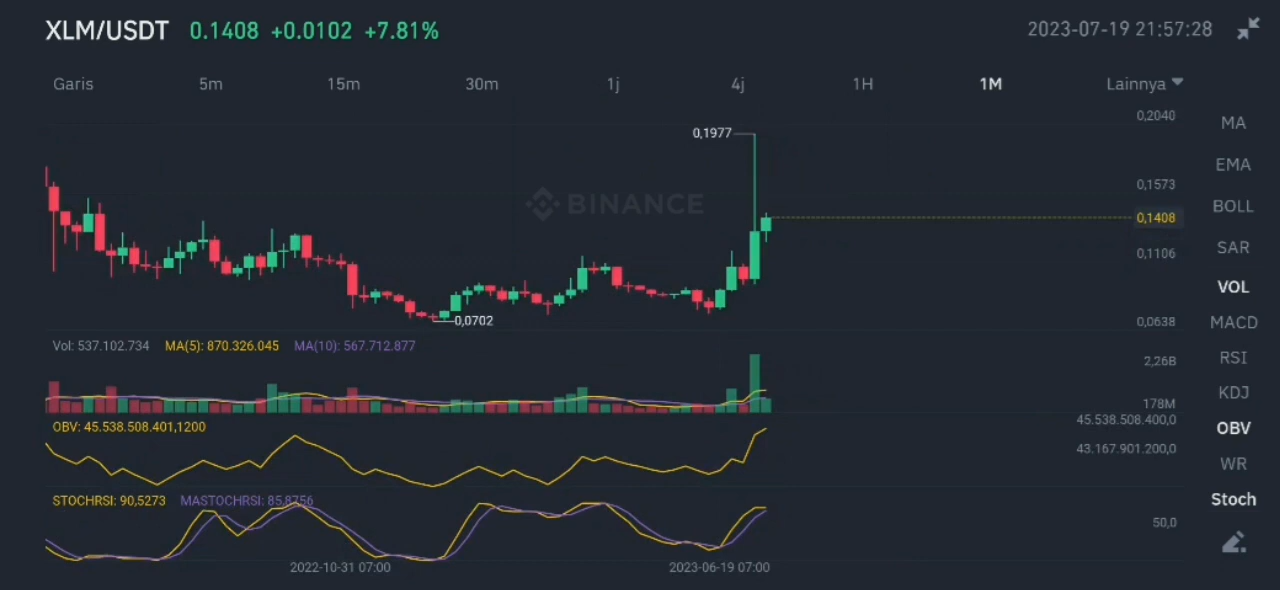 XLM/USDT 0.1408 +0.0102 +7.81% 2023-07-19 21:57:28
Garis 5m 15m 30m 1j 4j 1H 1M Lainnya
0,2040
MA
0,1977
EMA
0,1573
BINANCE
BOLL
0,1408
SAR
0,1106
VOL
0,0702
0,0638
MACD
Vol: 537.102.734 MA(5): 870.326.045 MA(10): 567.712.877
2,26B
RSI
KDJ
178M
45.538.508.400,0
OBV: 45.538.508.401,1200
OBV
43.167.901.200,0
WR
STOCHRSI: 90,5273 MASTOCHRSI: 85,8756
Stoch
50,0
2022-10-31 07:00 2023-06-19 07:00